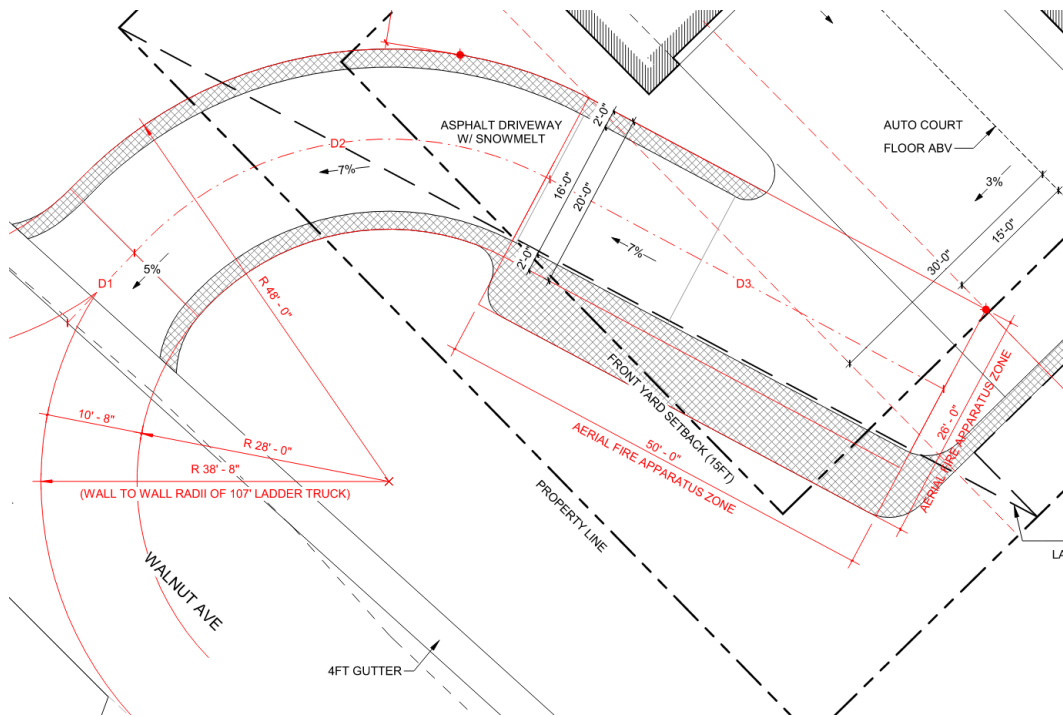 ASPHALT DRIVEWAY
W/ SNOWMELT
AUTO COURT
FLOOR ABV
D2
7%
2'-0"
16'-0"
20'-0"
2'-0"
3%
15'-0"
30'-0"
7%
5%
D1
D3
R 48' - 0"
10' - 8"
R 28' - 0"
R 38' - 8"
(WALL TO WALL RADII OF 107' LADDER TRUCK)
FRONT YARD SETBACK (15FT)
50' - 0"
AERIAL FIRE APPARATUS ZONE
26' - 0"
AERIAL FIRE APPARATUS ZONE
PROPERTY LINE
WALNUT AVE
4FT GUTTER
LA